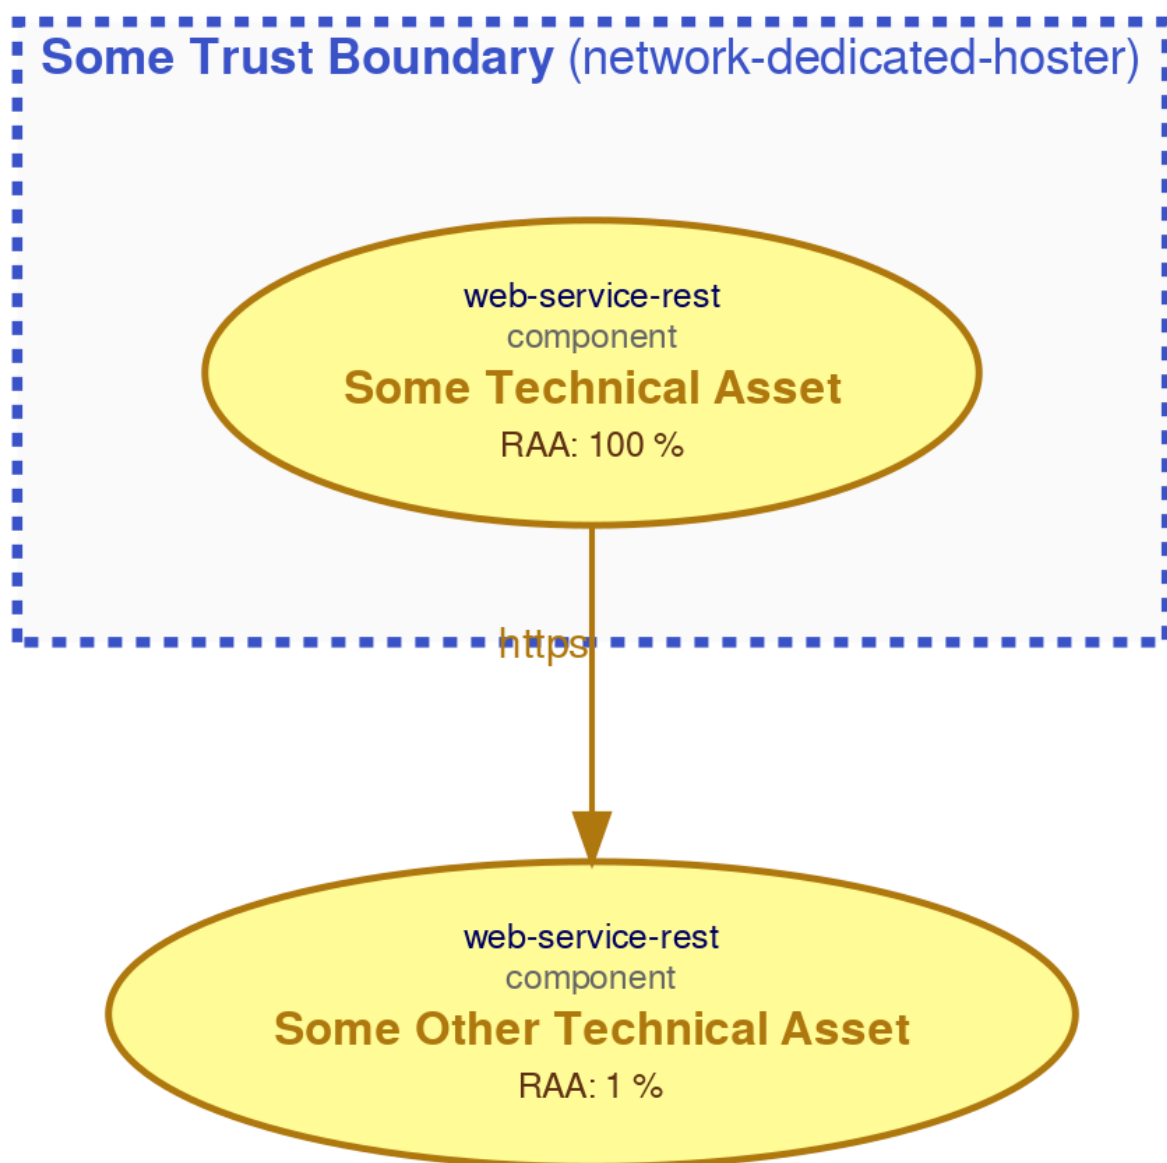 Some Trust Boundary (network-dedicated-hoster)
web-service-rest
component
Some Technical Asset
RAA: 100 %
https
web-service-rest
component
Some Other Technical Asset
RAA: 1 %